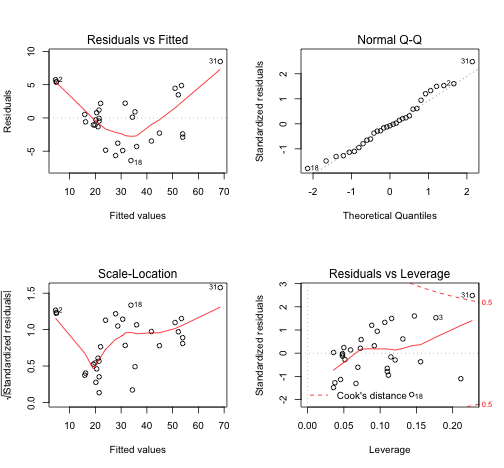 Residuals vs Fitted
Residuals
10
5
0
-5
31
2
18
10 20 30 40 50 60 70
Fitted values
Normal Q-Q
Standardized residuals
2
1
0
-1
31
2
18
-2 -1 0 1 2
Theoretical Quantiles
Scale-Location
√|Standardized residuals|
1.5
1.0
0.5
0.0
31
2
18
10 20 30 40 50 60 70
Fitted values
Residuals vs Leverage
Standardized residuals
3
2
1
0
-1
-2
31
3
18
0.5
0.5
Cook's distance
0.00 0.05 0.10 0.15 0.20
Leverage